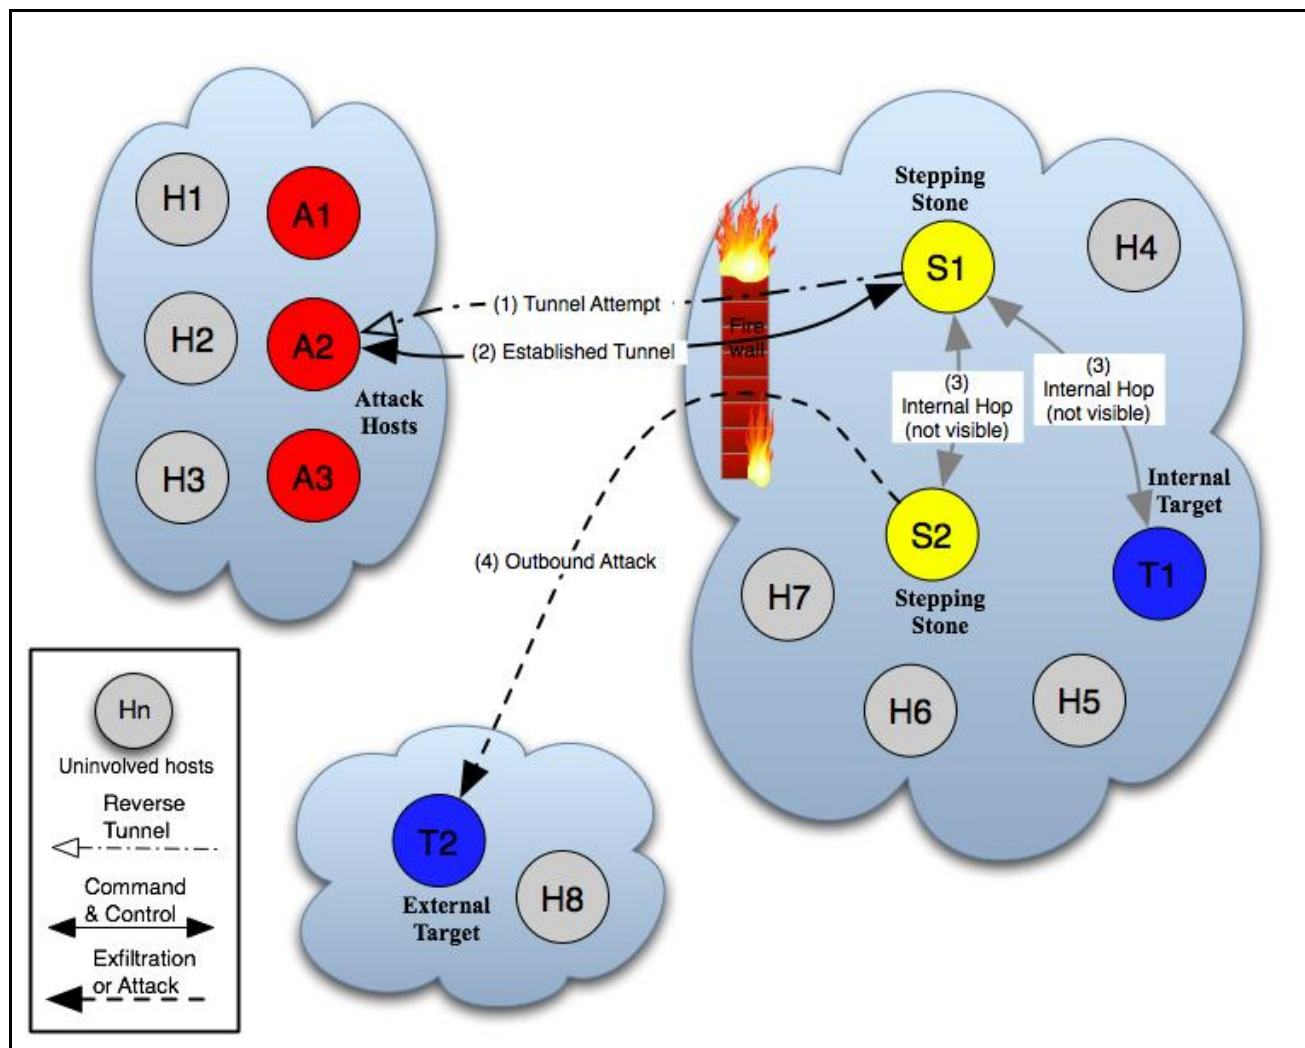 H1
A1
H2
A2
Attack
Hosts
H3
A3
(1) Tunnel Attempt
(2) Established Tunnel
Fire
wall
Stepping
Stone
S1
H4
(3)
Internal Hop
(not visible)
(3)
Internal Hop
(not visible)
Internal
Target
T1
S2
Stepping
Stone
H7
H6
H5
(4) Outbound Attack
T2
External
Target
H8
Hn
Uninvolved hosts
Reverse
Tunnel
Command
& Control
Exfiltration
or Attack